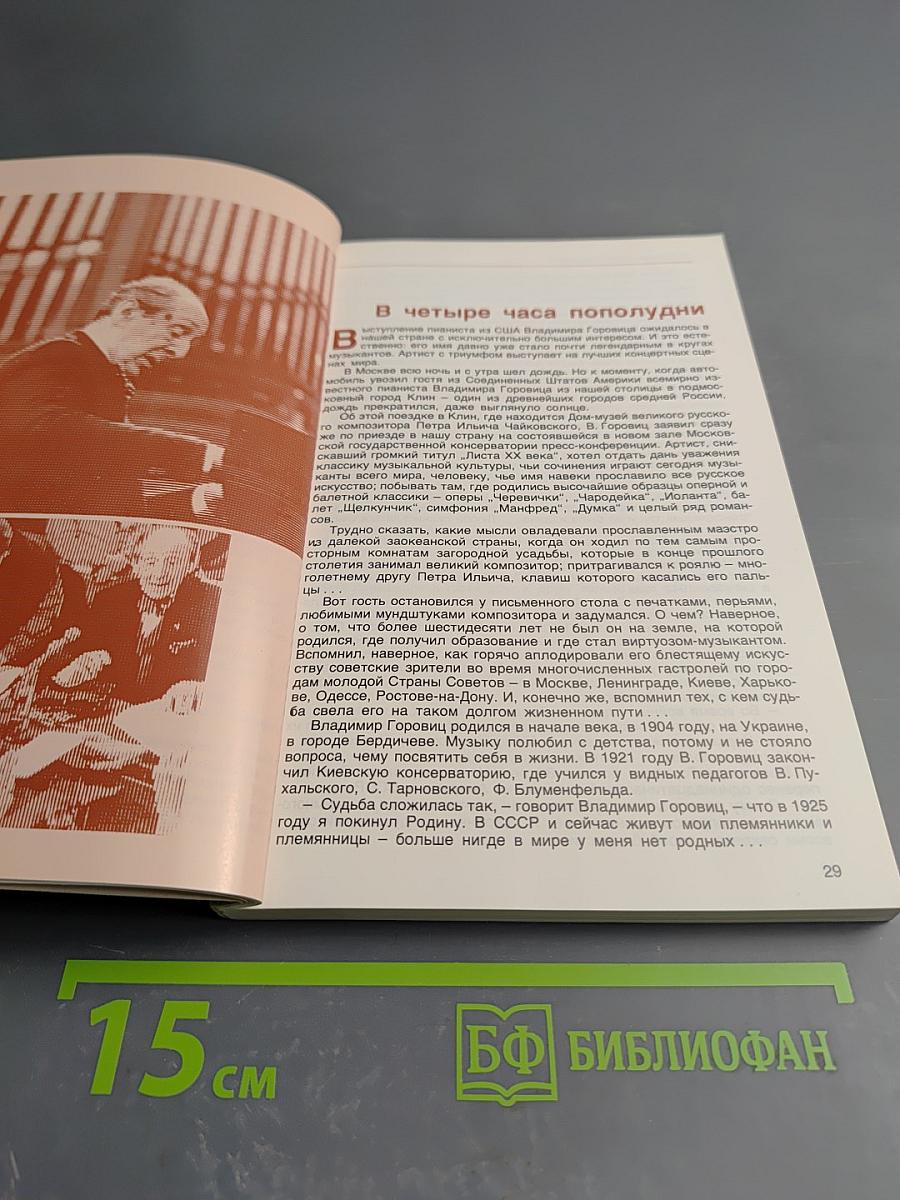 В четыре часа пополудни
Выступление пианиста из США Владимира Горовица ожидалось в
нашей стране с исключительно большим интересом. И это есте-
ственно: его имя давно уже стало почти легендарным в кругах
музыкантов. Артист с триумфом выступает на лучших концертных сце-
нах мира.
В Москве всю ночь и с утра шел дождь. Но к моменту, когда авто-
мобиль увозил гостя из Соединенных Штатов Америки всемирно из-
вестного пианиста Владимира Горовица из нашей столицы в подмос-
ковный город Клин – один из древнейших городов средней России,
дождь прекратился, даже выглянуло солнце.
Об этой поездке в Клин, где находится Дом-музей великого русско-
го композитора Петра Ильича Чайковского, В. Горовиц заявил сразу
же по приезде в нашу страну на состоявшейся в новом зале Москов-
ской государственной консерватории пресс-конференции. Артист, сни-
скавший громкий титул „Листа XX века“, хотел отдать дань уважения
классику музыкальной культуры, чьи сочинения играют сегодня музы-
канты всего мира, человеку, чье имя навеки прославило все русское
искусство; побывать там, где родились высочайшие образцы оперной и
балетной классики – оперы „Черевички“, „Чародейка“, „Иоланта“, ба-
лет „Щелкунчик“, симфония „Манфред“, „Думка“ и целый ряд роман-
сов.
Трудно сказать, какие мысли овладевали прославленным маэстро
из далекой заокеанской страны, когда он ходил по тем самым про-
сторным комнатам загородной усадьбы, которые в конце прошлого
столетия занимал великий композитор; притрагивался к роялю – мно-
голетнему другу Петра Ильича, клавиш которого касались его паль-
цы . . .
Вот гость остановился у письменного стола с печатками, перьями,
любимыми мундштуками композитора и задумался. О чем? Наверное,
о том, что более шестидесяти лет не был он на земле, на которой
родился, где получил образование и где стал виртуозом-музыкантом.
Вспомнил, наверное, как горячо аплодировали его блестящему искус-
ству советские зрители во время многочисленных гастролей по горо-
дам молодой Страны Советов – в Москве, Ленинграде, Киеве, Харько-
ве, Одессе, Ростове-на-Дону. И, конечно же, вспомнил тех, с кем судь-
ба свела его на таком долгом жизненном пути . . .
Владимир Горовиц родился в начале века, в 1904 году, на Украине,
в городе Бердичеве. Музыку полюбил с детства, потому и не стояло
вопроса, чему посвятить себя в жизни. В 1921 году В. Горовиц закон-
чил Киевскую консерваторию, где учился у видных педагогов В. Пу-
хальского, С. Тарновского, Ф. Блуменфельда.
– Судьба сложилась так, – говорит Владимир Горовиц, – что в 1925
году я покинул Родину. В СССР и сейчас живут мои племянники и
племянницы – больше нигде в мире у меня нет родных . . .
29
15 см
БФ БИБЛИОФАН